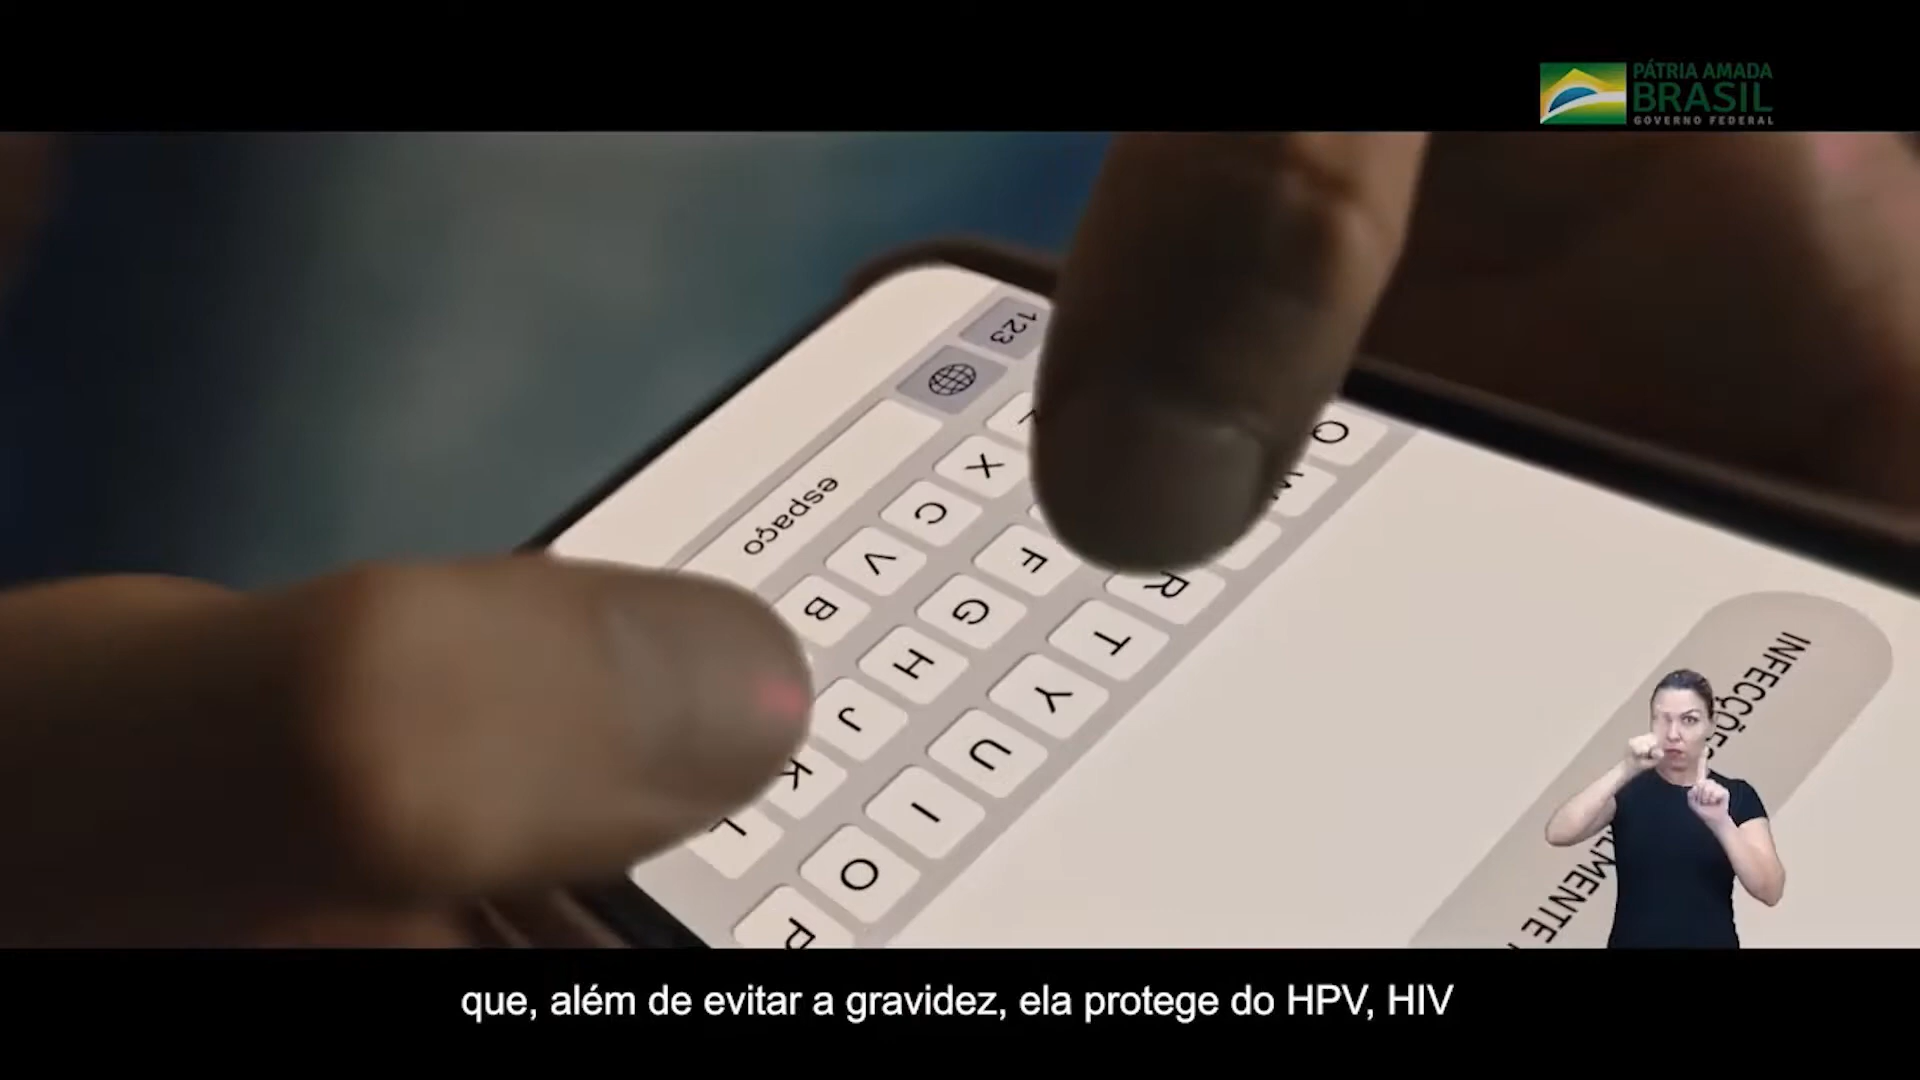 PÁTRIA AMADA
BRASIL
GOVERNO FEDERAL
123
espaço
X C V B
F G H J K L
Q W R T Y U I O P
INFECÇÕES
que, além de evitar a gravidez, ela protege do HPV, HIV